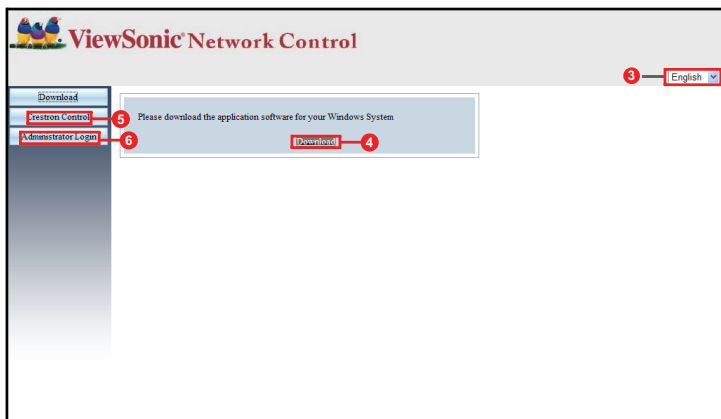 ViewSonic® Network Control
3
English
Download
Crestron Control
5
Administrator Login
6
Please download the application software for your Windows System
Download
4